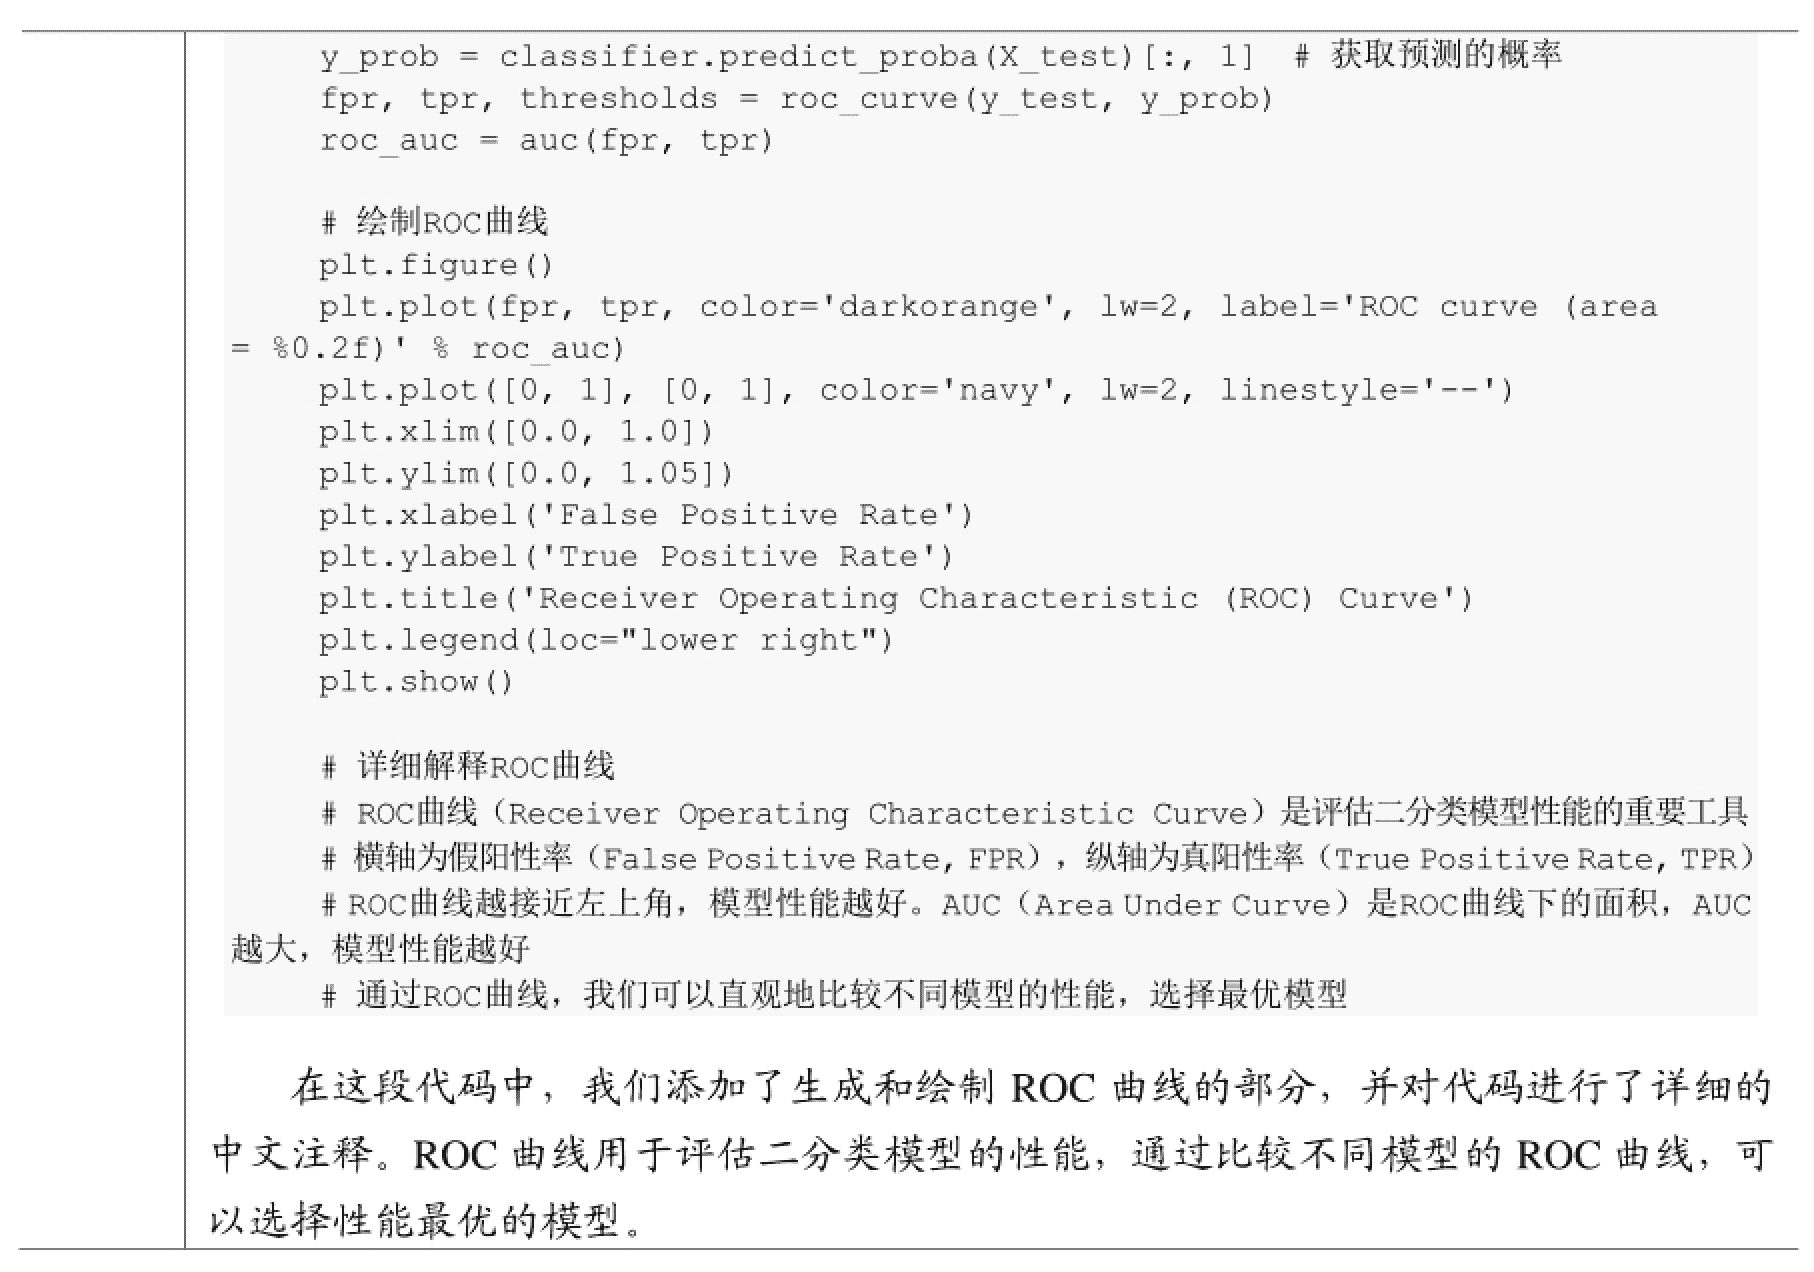 y_prob = classifier.predict_proba(X_test)[:, 1]  # 获取预测的概率
fpr, tpr, thresholds = roc_curve(y_test, y_prob)
roc_auc = auc(fpr, tpr)
# 绘制ROC曲线
plt.figure()
plt.plot(fpr, tpr, color='darkorange', lw=2, label='ROC curve (area
= %0.2f)' % roc_auc)
plt.plot([0, 1], [0, 1], color='navy', lw=2, linestyle='--')
plt.xlim([0.0, 1.0])
plt.ylim([0.0, 1.05])
plt.xlabel('False Positive Rate')
plt.ylabel('True Positive Rate')
plt.title('Receiver Operating Characteristic (ROC) Curve')
plt.legend(loc="lower right")
plt.show()
# 详细解释ROC曲线
# ROC曲线（Receiver Operating Characteristic Curve）是评估二分类模型性能的重要工具
# 横轴为假阳性率（False Positive Rate, FPR），纵轴为真阳性率（True Positive Rate, TPR）
# ROC曲线越接近左上角，模型性能越好。AUC（Area Under Curve）是ROC曲线下的面积，AUC
越大，模型性能越好
# 通过ROC曲线，我们可以直观地比较不同模型的性能，选择最优模型
在这段代码中，我们添加了生成和绘制 ROC 曲线的部分，并对代码进行了详细的
中文注释。ROC 曲线用于评估二分类模型的性能，通过比较不同模型的 ROC 曲线，可
以选择性能最优的模型。